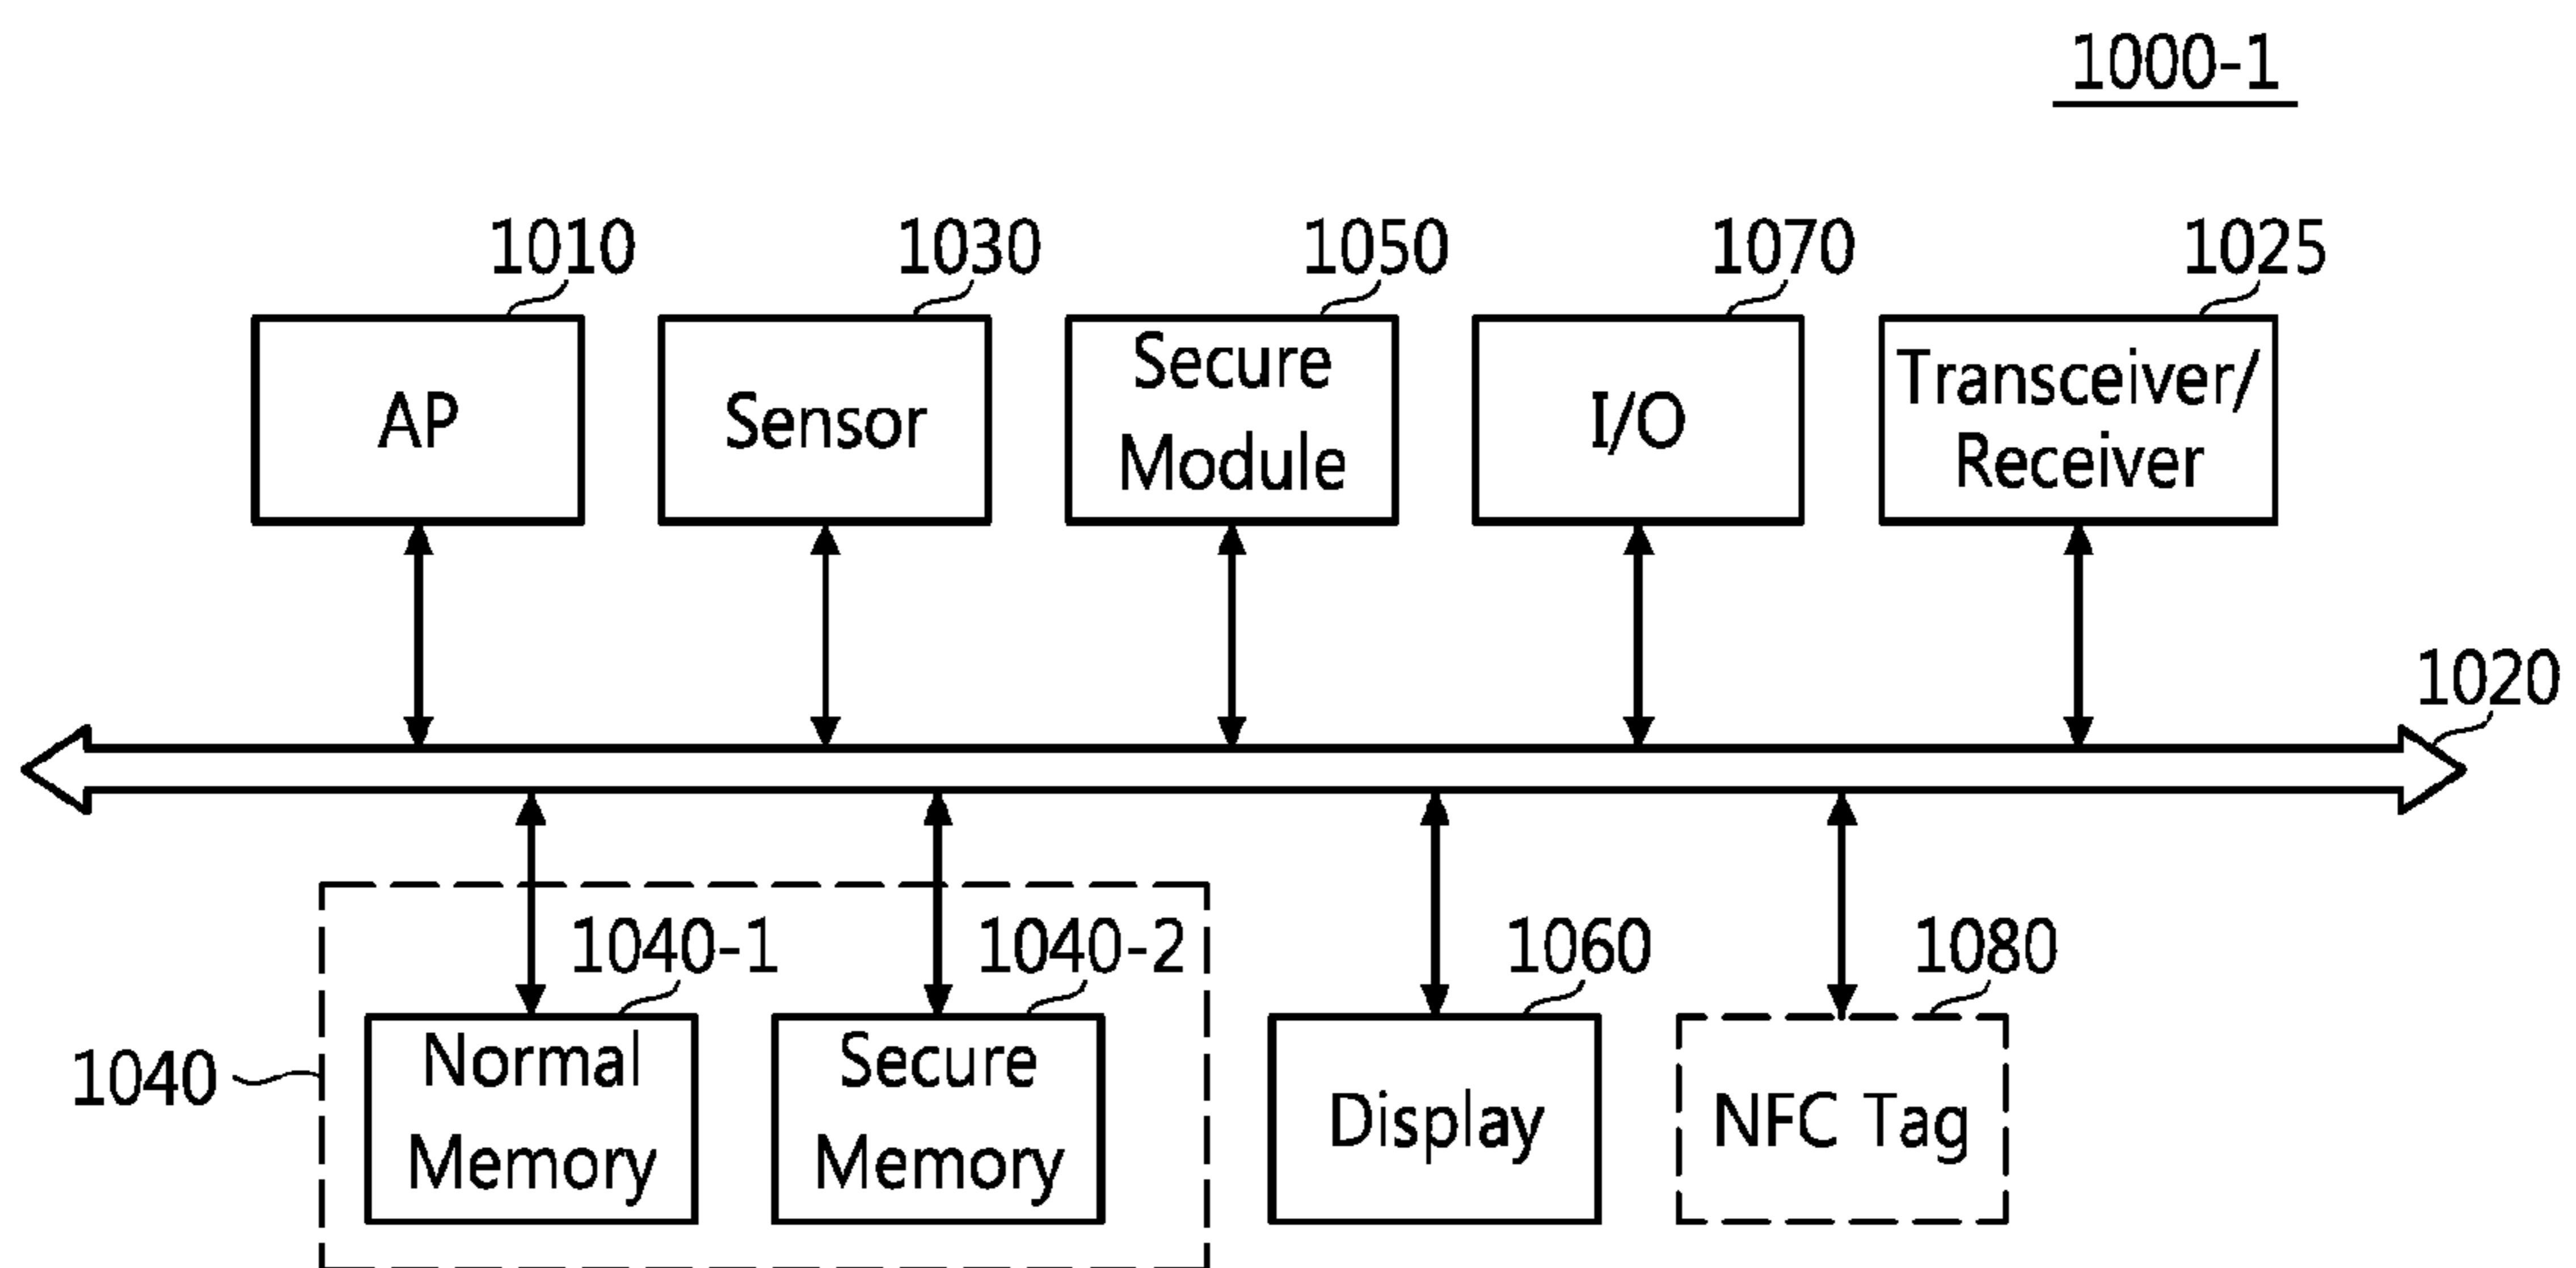 1000-1
1010
1030
1050
1070
1025
AP
Sensor
Secure
Module
I/O
Transceiver/
Receiver
1020
1040-1
1040-2
1060
1080
1040
Normal
Memory
Secure
Memory
Display
NFC Tag